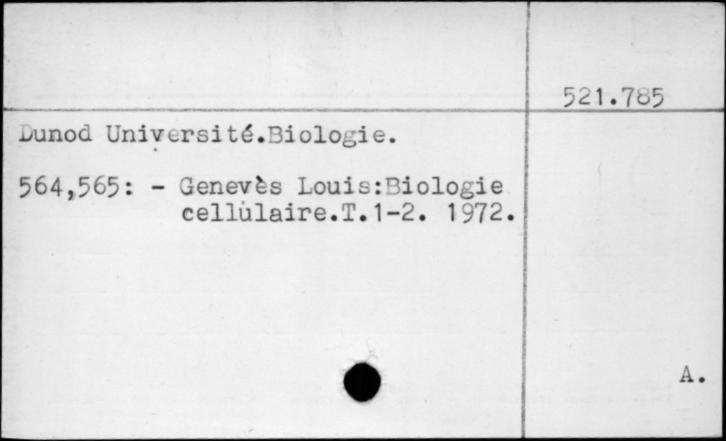 521.785
Dunod Université.Biologie.
564,565: - Genevès Louis:Biologie
cellulaire.T.1-2. 1972.
A.